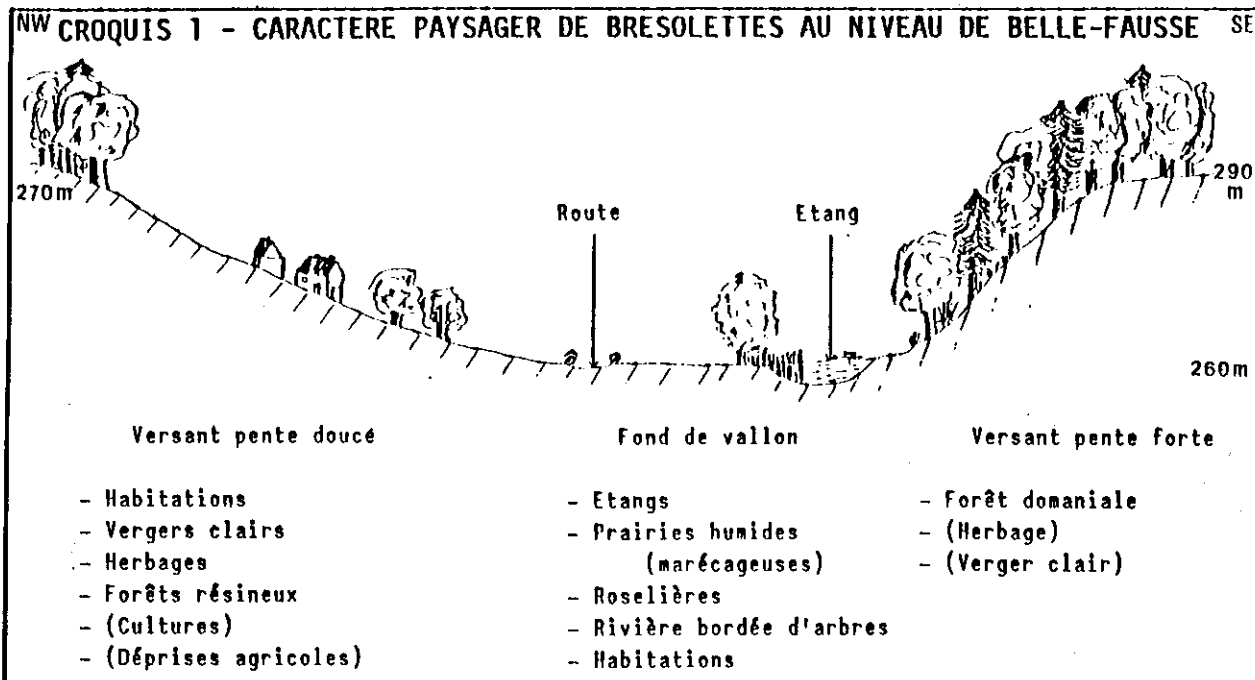 NW CROQUIS 1 - CARACTERE PAYSAGER DE BRESOLETTES AU NIVEAU DE BELLE-FAUSSE SE
270m
290
m
Route
Etang
260m
Versant pente doucé
Fond de vallon
Versant pente forte
- Habitations
- Vergers clairs
- Herbages
- Forêts résineux
- (Cultures)
- (Déprises agricoles)
- Etangs
- Prairies humides
(marécageuses)
- Roselières
- Rivière bordée d'arbres
- Habitations
- Forêt domaniale
- (Herbage)
- (Verger clair)